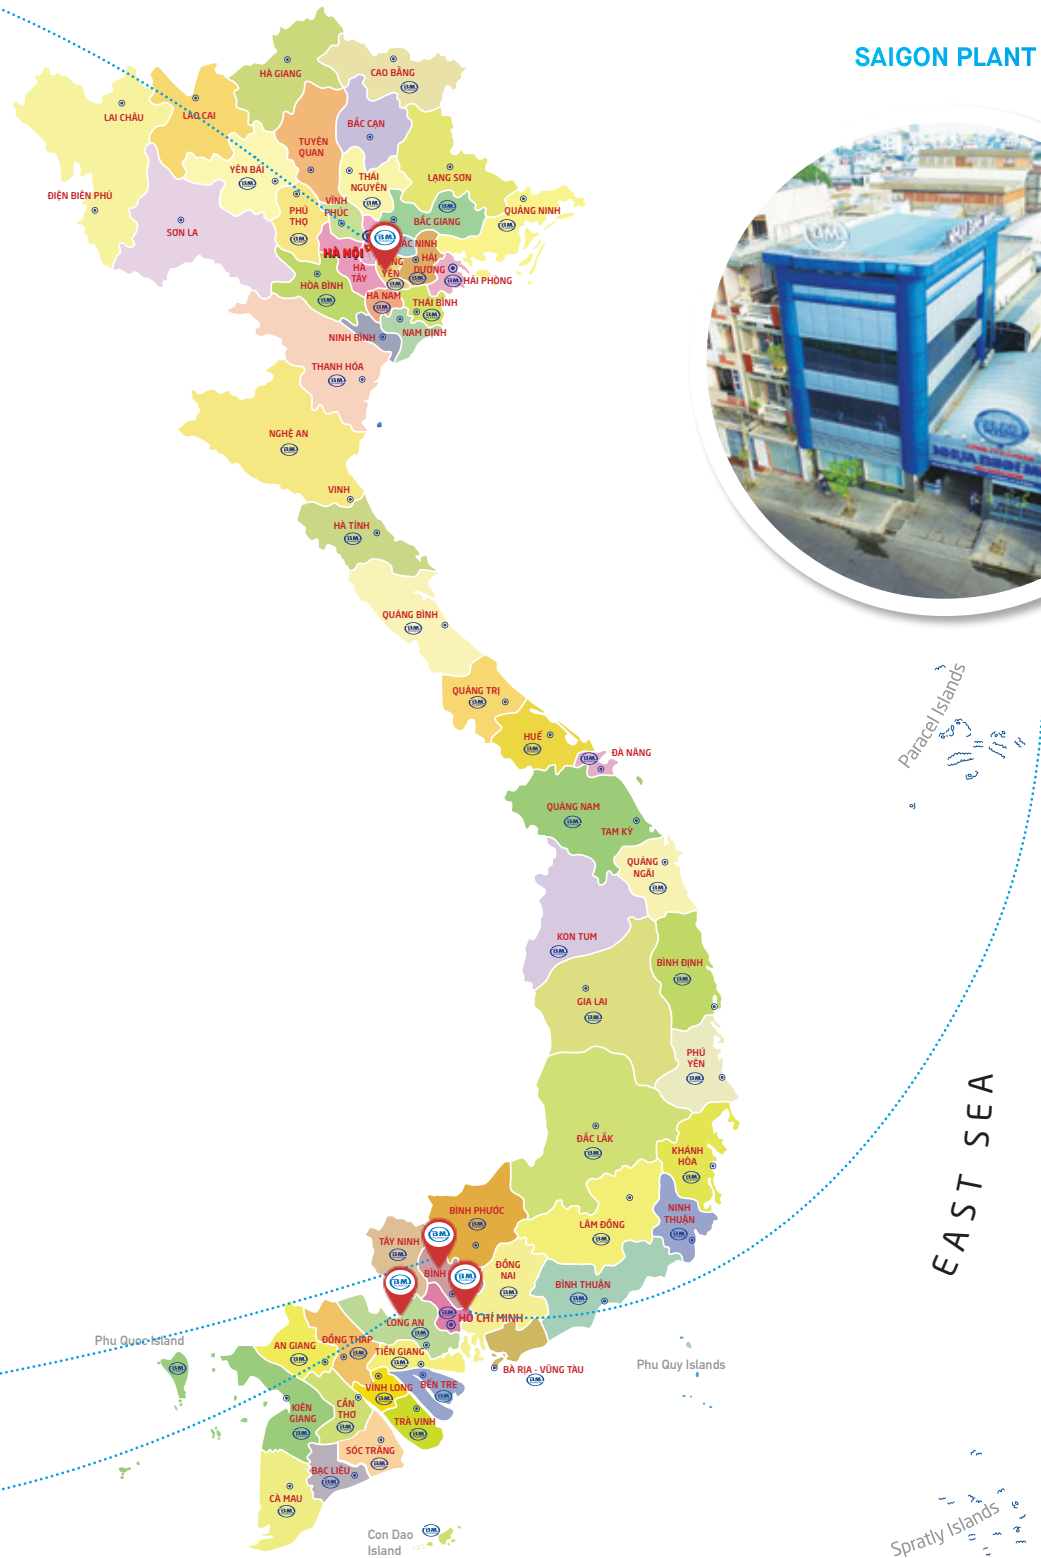 SAIGON PLANT
HÀ GIANG
CAO BẰNG
LAI CHÂU
LÀO CAI
BẮC CẠN
TUYÊN
QUAN
YÊN BÁI
THÁI
NGUYÊN
LẠNG SƠN
ĐIỆN BIÊN PHỦ
PHÚ
THỌ
VĨNH
PHÚC
BẮC GIANG
QUẢNG NINH
SƠN LA
HÀ NỘI
ẮC NINH
HÀ
TÂY
YÊN
HẢI
DƯƠNG
HẢI PHÒNG
HÒA BÌNH
HÀ NAM
THÁI BÌNH
NINH BÌNH
NAM ĐỊNH
THANH HÓA
NGHỆ AN
VINH
HÀ TĨNH
QUẢNG BÌNH
QUẢNG TRỊ
HUẾ
ĐÀ NẴNG
Paracel Islands
QUẢNG NAM
TAM KỲ
QUẢNG
NGÃI
KON TUM
BÌNH ĐỊNH
GIA LAI
PHÚ
YÊN
EAST SEA
ĐẮC LẮK
KHÁNH
HÒA
BÌNH PHƯỚC
LÂM ĐỒNG
NINH
THUẬN
TÂY NINH
BÌNH
ĐỒNG
NAI
BÌNH THUẬN
LONG AN
HỒ CHÍ MINH
Phu Quoc Island
AN GIANG
ĐỒNG THÁP
TIỀN GIANG
BÀ RỊA - VŨNG TÀU
Phu Quy Islands
VĨNH LONG
BẾN TRE
KIÊN
GIANG
CẦN
THƠ
TRÀ VINH
SÓC TRĂNG
BẠC LIÊU
CÀ MAU
Con Dao
Island
Spratly Islands